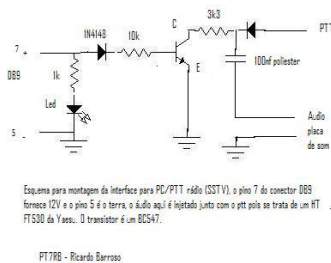 1N4148
10k
C
3k3
PTT
7 +
1k
E
100nf poliester
DB9
Led
Audio
placa
de som
5 -
Esquema para montagem da interface para PC/PTT rádio (SSTV), o pino 7 do conector DB9
fornece 12V e o pino 5 é o terra, o áudio aqui é injetado junto com o ptt pois se trata de um HT
FT530 da Yaesu. O transistor é um BC547.
PT7RB - Ricardo Barroso